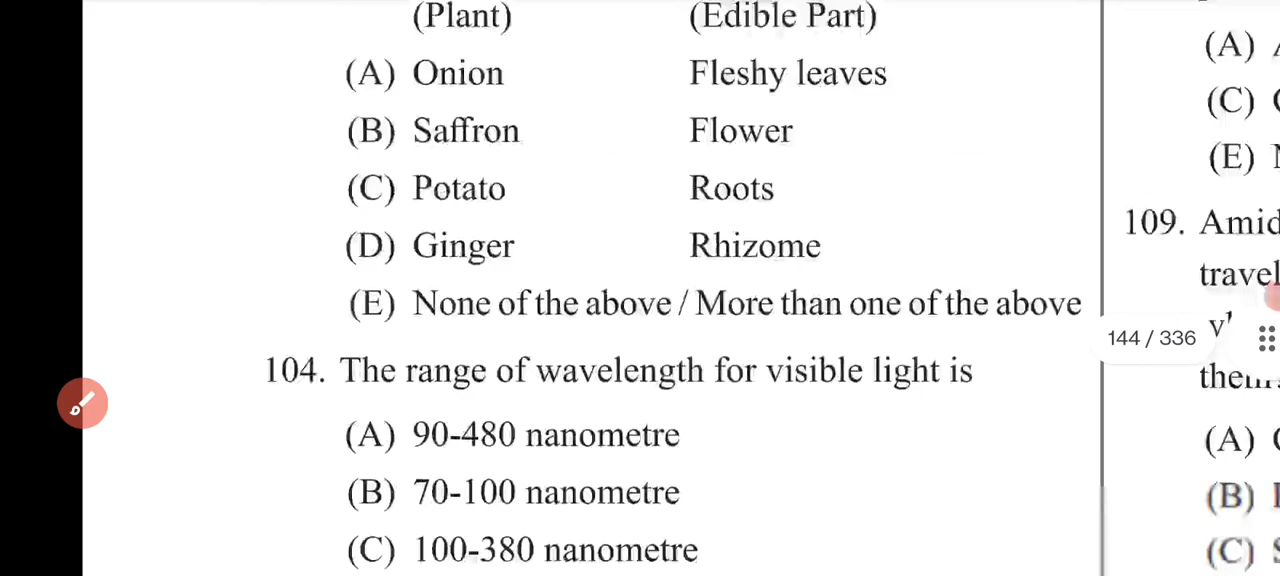 (Plant) (Edible Part)
(A) Onion Fleshy leaves
(B) Saffron Flower
(C) Potato Roots
(D) Ginger Rhizome
(E) None of the above / More than one of the above
104. The range of wavelength for visible light is
(A) 90-480 nanometre
(B) 70-100 nanometre
(C) 100-380 nanometre
(A)
(C)
(E)
109. Amid
travel
144 / 336
(A)
(B)
(C)